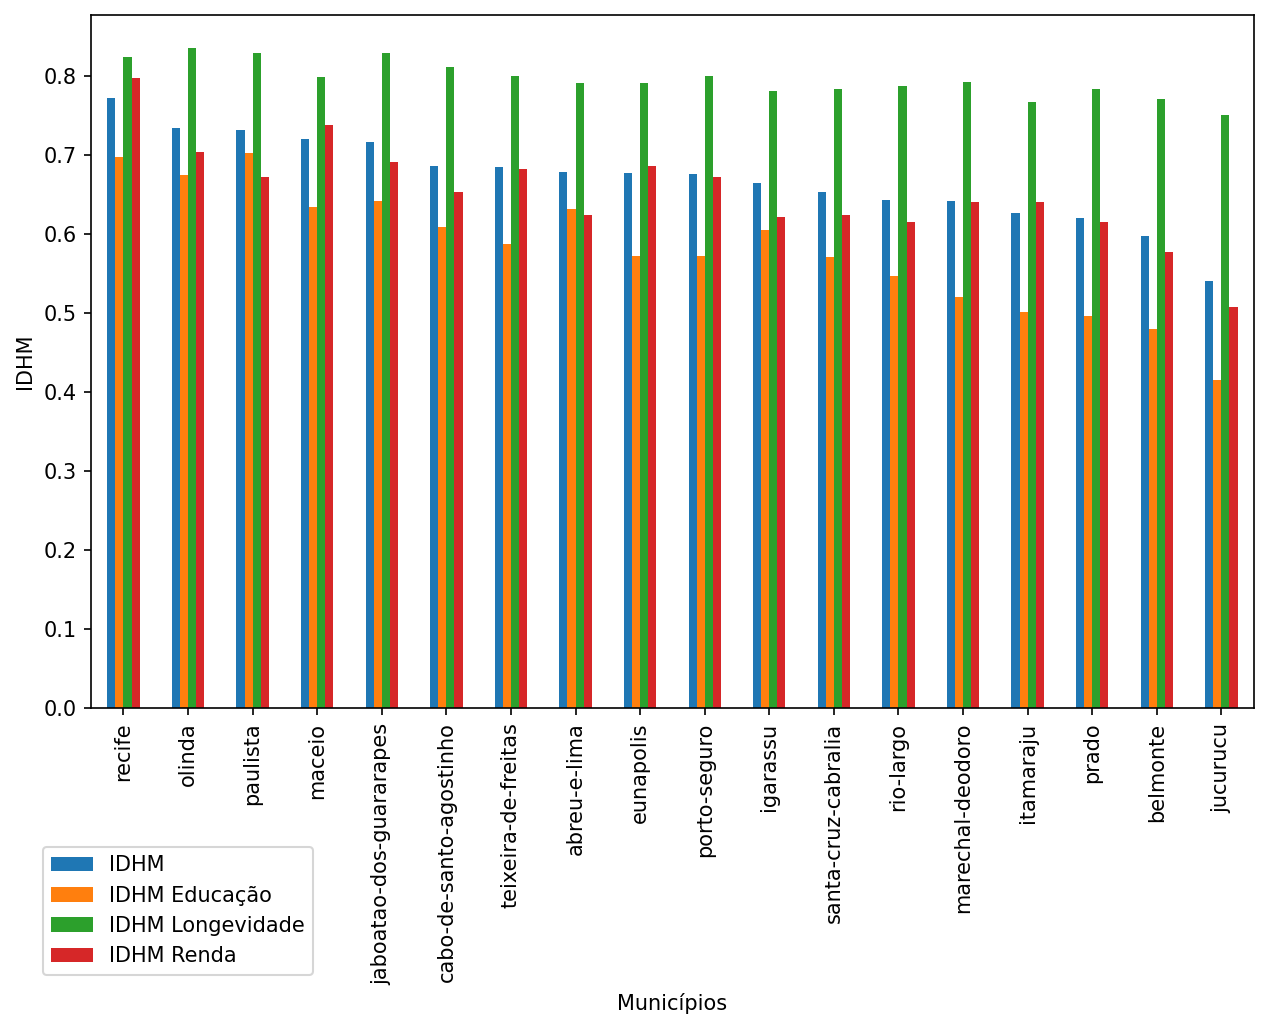 0.8
0.7
0.6
0.5
0.4
0.3
0.2
0.1
0.0
IDHM
recife
olinda
paulista
maceio
jaboatao-dos-guararapes
cabo-de-santo-agostinho
teixeira-de-freitas
abreu-e-lima
eunapolis
porto-seguro
igarassu
santa-cruz-cabralia
rio-largo
marechal-deodoro
itamaraju
prado
belmonte
jucurucu
IDHM
IDHM Educação
IDHM Longevidade
IDHM Renda
Municípios